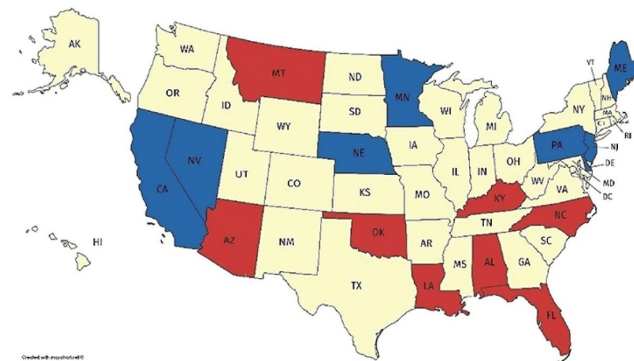 AK
WA
MT
ND
MN
ME
VT
NH
OR
ID
SD
WI
MI
NY
MA
CT
RI
WY
IA
PA
NJ
NV
NE
IL
IN
OH
DE
CA
UT
CO
KS
MO
WV
VA
MD
DC
KY
HI
AZ
NM
OK
AR
TN
NC
SC
TX
LA
MS
AL
GA
FL
Created with mapchart.net ©